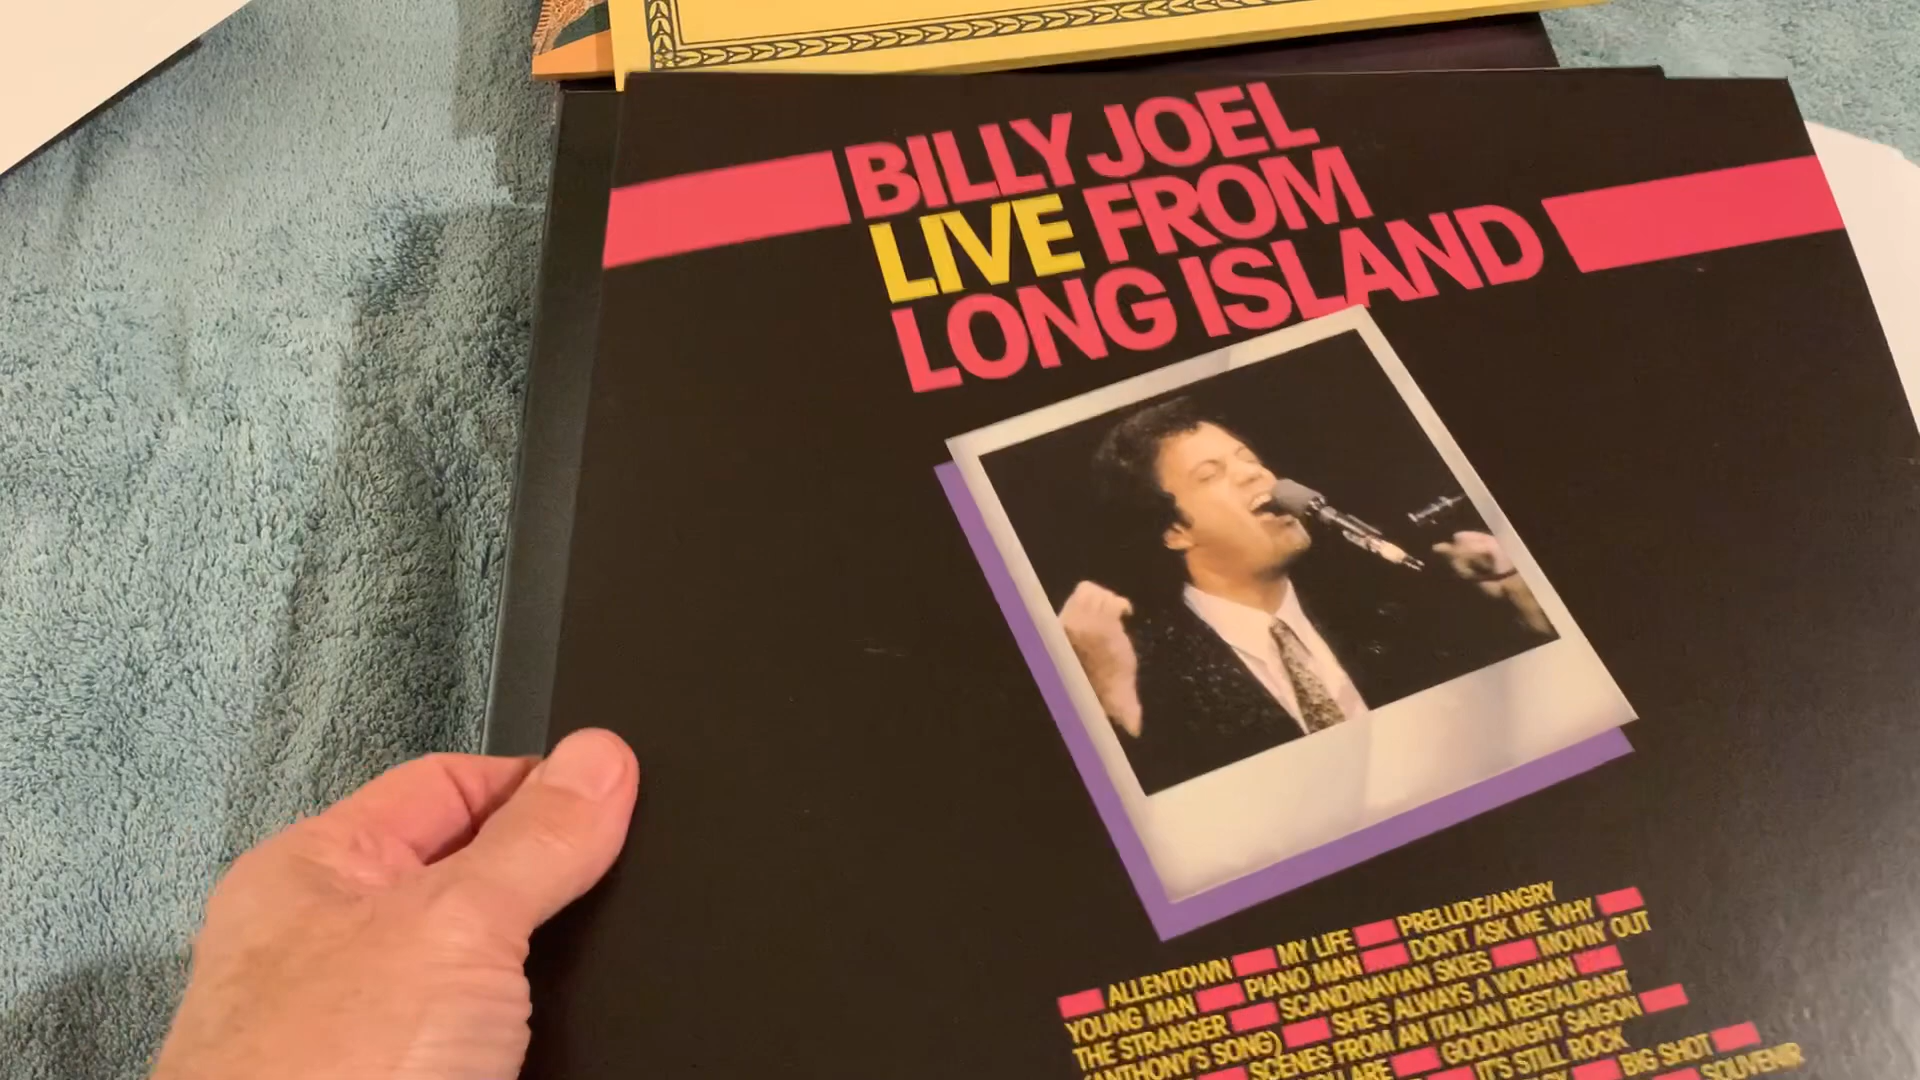 BILLY JOEL
LIVE FROM
LONG ISLAND
ALLENTOWN MY LIFE PRELUDE/ANGRY
YOUNG MAN PIANO MAN DON'T ASK ME WHY
THE STRANGER SCANDINAVIAN SKIES MOVIN' OUT
(ANTHONY'S SONG) SHE'S ALWAYS A WOMAN
SCENES FROM AN ITALIAN RESTAURANT
YOU ARE GOODNIGHT SAIGON
IT'S STILL ROCK
BIG SHOT
SOUVENIR